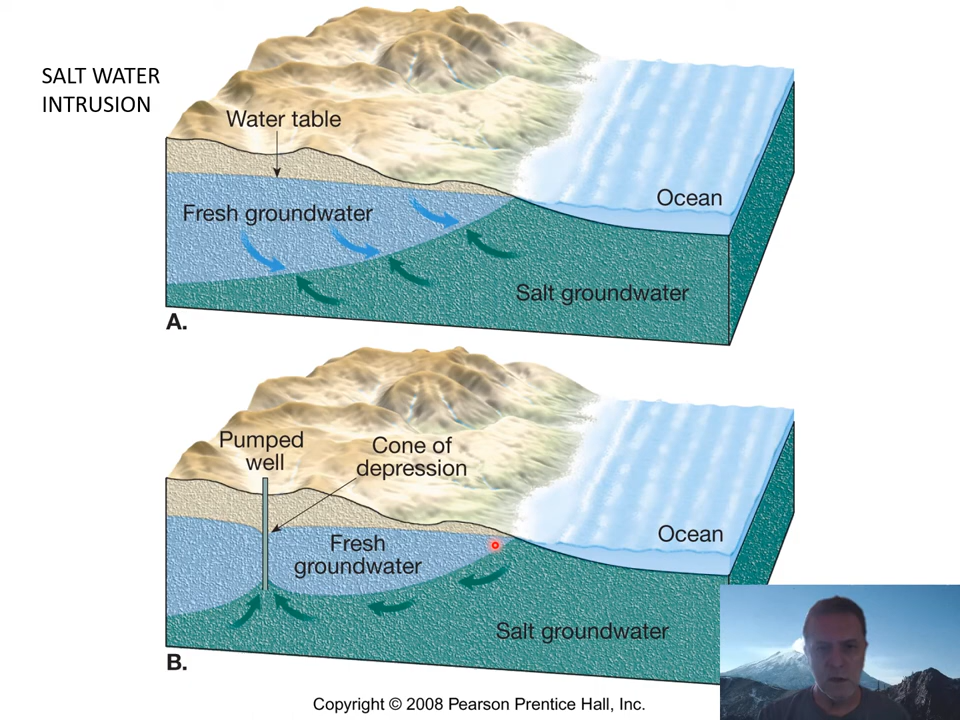 SALT WATER
INTRUSION
Water table
Fresh groundwater
Ocean
Salt groundwater
A.
Pumped
well
Cone of
depression
Fresh
groundwater
Ocean
Salt groundwater
B.
Copyright © 2008 Pearson Prentice Hall, Inc.